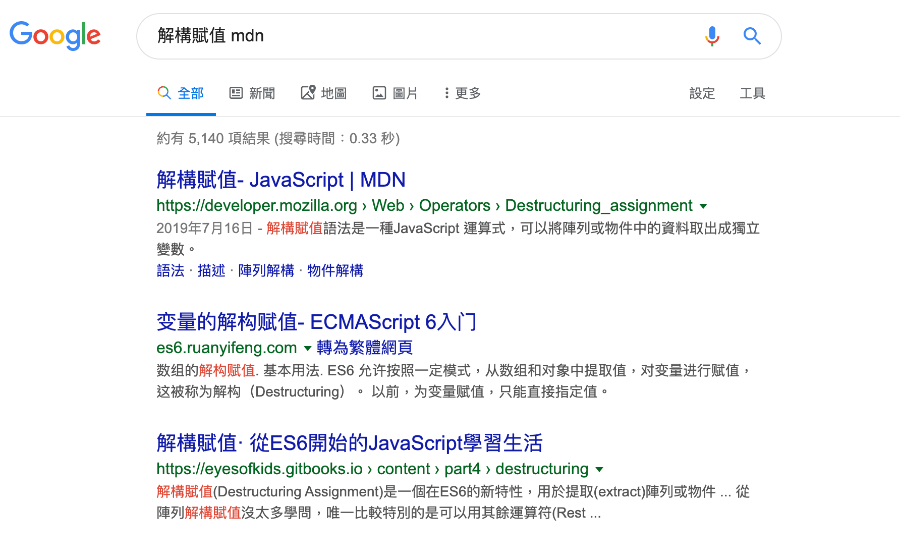 Google
解構賦值 mdn
全部 新聞 地圖 圖片 更多 設定 工具
約有 5,140 項結果 (搜尋時間：0.33 秒)
解構賦值- JavaScript | MDN
https://developer.mozilla.org › Web › Operators › Destructuring_assignment
2019年7月16日 - 解構賦值語法是一種JavaScript 運算式，可以將陣列或物件中的資料取出成獨立
變數。
語法 · 描述 · 陣列解構 · 物件解構
变量的解构赋值- ECMAScript 6入门
es6.ruanyifeng.com 轉為繁體網頁
数组的解构赋值. 基本用法. ES6 允许按照一定模式，从数组和对象中提取值，对变量进行赋值，
这被称为解构（Destructuring）。 以前，为变量赋值，只能直接指定值。
解構賦值· 從ES6開始的JavaScript學習生活
https://eyesofkids.gitbooks.io › content › part4 › destructuring
解構賦值(Destructuring Assignment)是一個在ES6的新特性，用於提取(extract)陣列或物件 ... 從
陣列解構賦值沒太多學問，唯一比較特別的是可以用其餘運算符(Rest ...